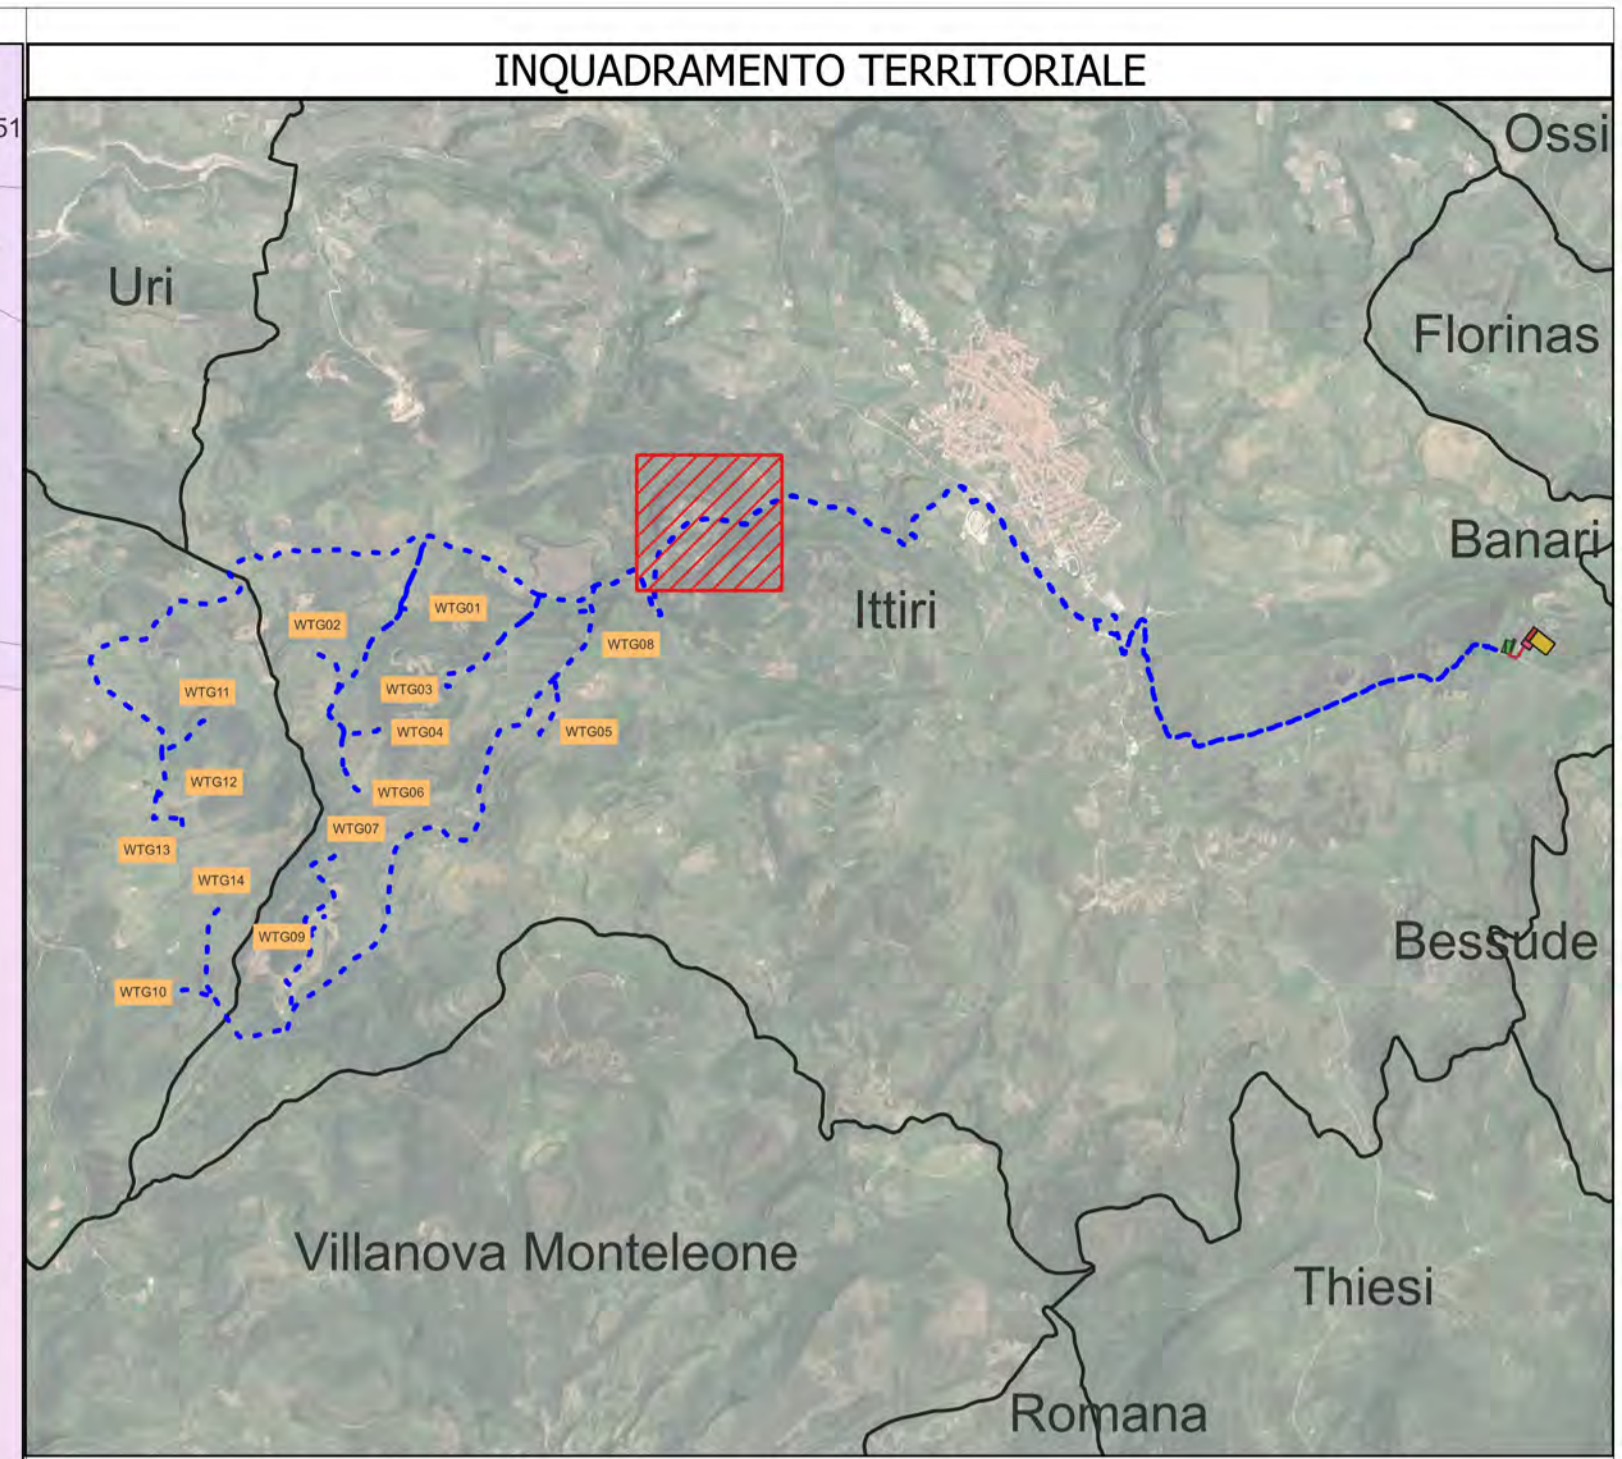 INQUADRAMENTO TERRITORIALE
51
Ossi
Uri
Florinas
Banari
Ittiri
WTG01
WTG02
WTG08
WTG03
WTG11
WTG04
WTG05
WTG12
WTG06
WTG07
WTG13
WTG14
WTG09
Bessude
WTG10
Villanova Monteleone
Thiesi
Romana